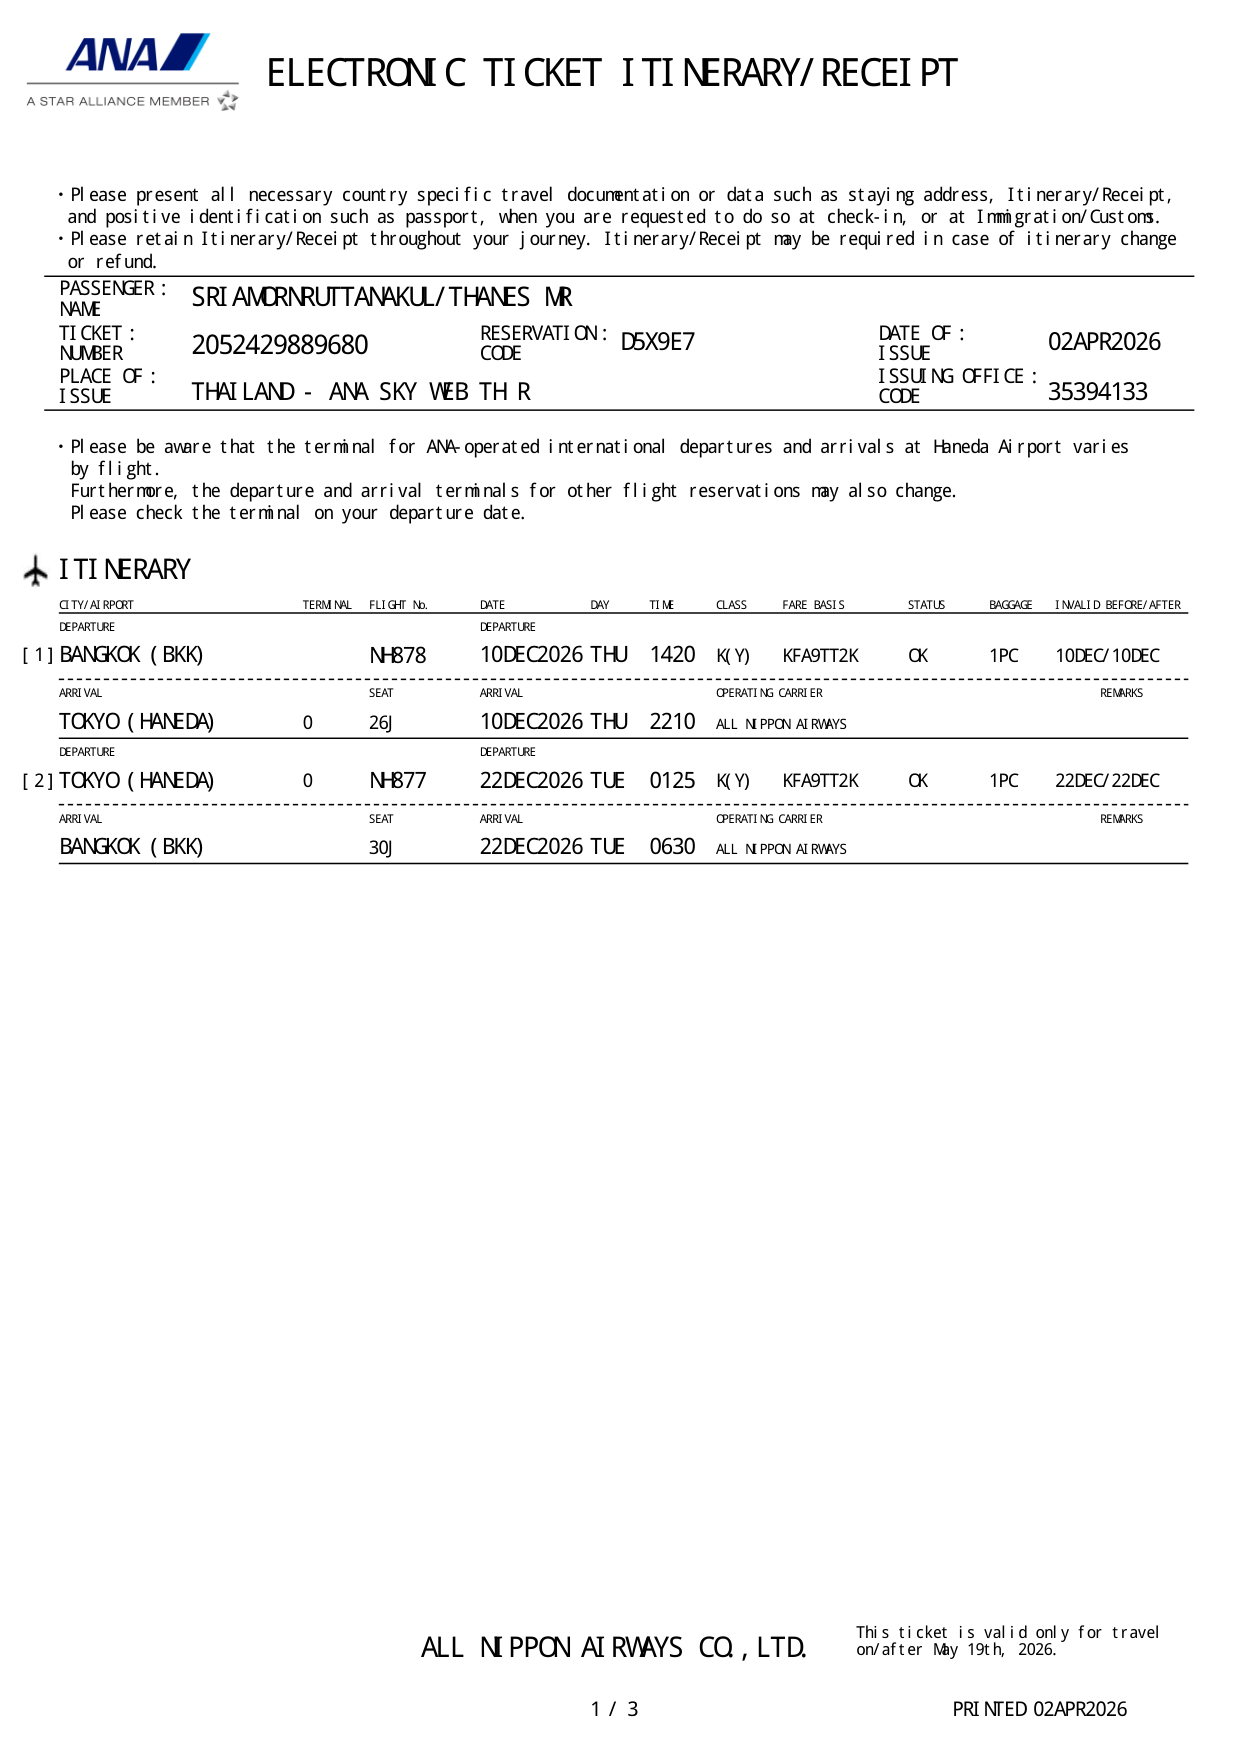 ANA
A STAR ALLIANCE MEMBER
ELECTRONIC TICKET ITINERARY/RECEIPT
・Please present all necessary country specific travel documentation or data such as staying address, Itinerary/Receipt,
and positive identification such as passport, when you are requested to do so at check-in, or at Immigration/Customs.
・Please retain Itinerary/Receipt throughout your journey. Itinerary/Receipt may be required in case of itinerary change
or refund.
PASSENGER : NAME SRIAMORNRUTTANAKUL/THANES MR
TICKET : NUMBER 2052429889680 RESERVATION : CODE D5X9E7 DATE OF : ISSUE 02APR2026
PLACE OF : ISSUE THAILAND - ANA SKY WEB TH R ISSUING OFFICE : CODE 35394133
・Please be aware that the terminal for ANA-operated international departures and arrivals at Haneda Airport varies
by flight.
Furthermore, the departure and arrival terminals for other flight reservations may also change.
Please check the terminal on your departure date.
ITINERARY
CITY/AIRPORT TERMINAL FLIGHT No. DATE DAY TIME CLASS FARE BASIS STATUS BAGGAGE INVALID BEFORE/AFTER
DEPARTURE DEPARTURE
[1] BANGKOK (BKK) NH878 10DEC2026 THU 1420 K(Y) KFA9TT2K OK 1PC 10DEC/10DEC
ARRIVAL SEAT ARRIVAL OPERATING CARRIER REMARKS
TOKYO (HANEDA) 0 26J 10DEC2026 THU 2210 ALL NIPPON AIRWAYS
DEPARTURE DEPARTURE
[2] TOKYO (HANEDA) 0 NH877 22DEC2026 TUE 0125 K(Y) KFA9TT2K OK 1PC 22DEC/22DEC
ARRIVAL SEAT ARRIVAL OPERATING CARRIER REMARKS
BANGKOK (BKK) 30J 22DEC2026 TUE 0630 ALL NIPPON AIRWAYS
ALL NIPPON AIRWAYS CO., LTD.
This ticket is valid only for travel
on/after May 19th, 2026.
1 / 3
PRINTED 02APR2026